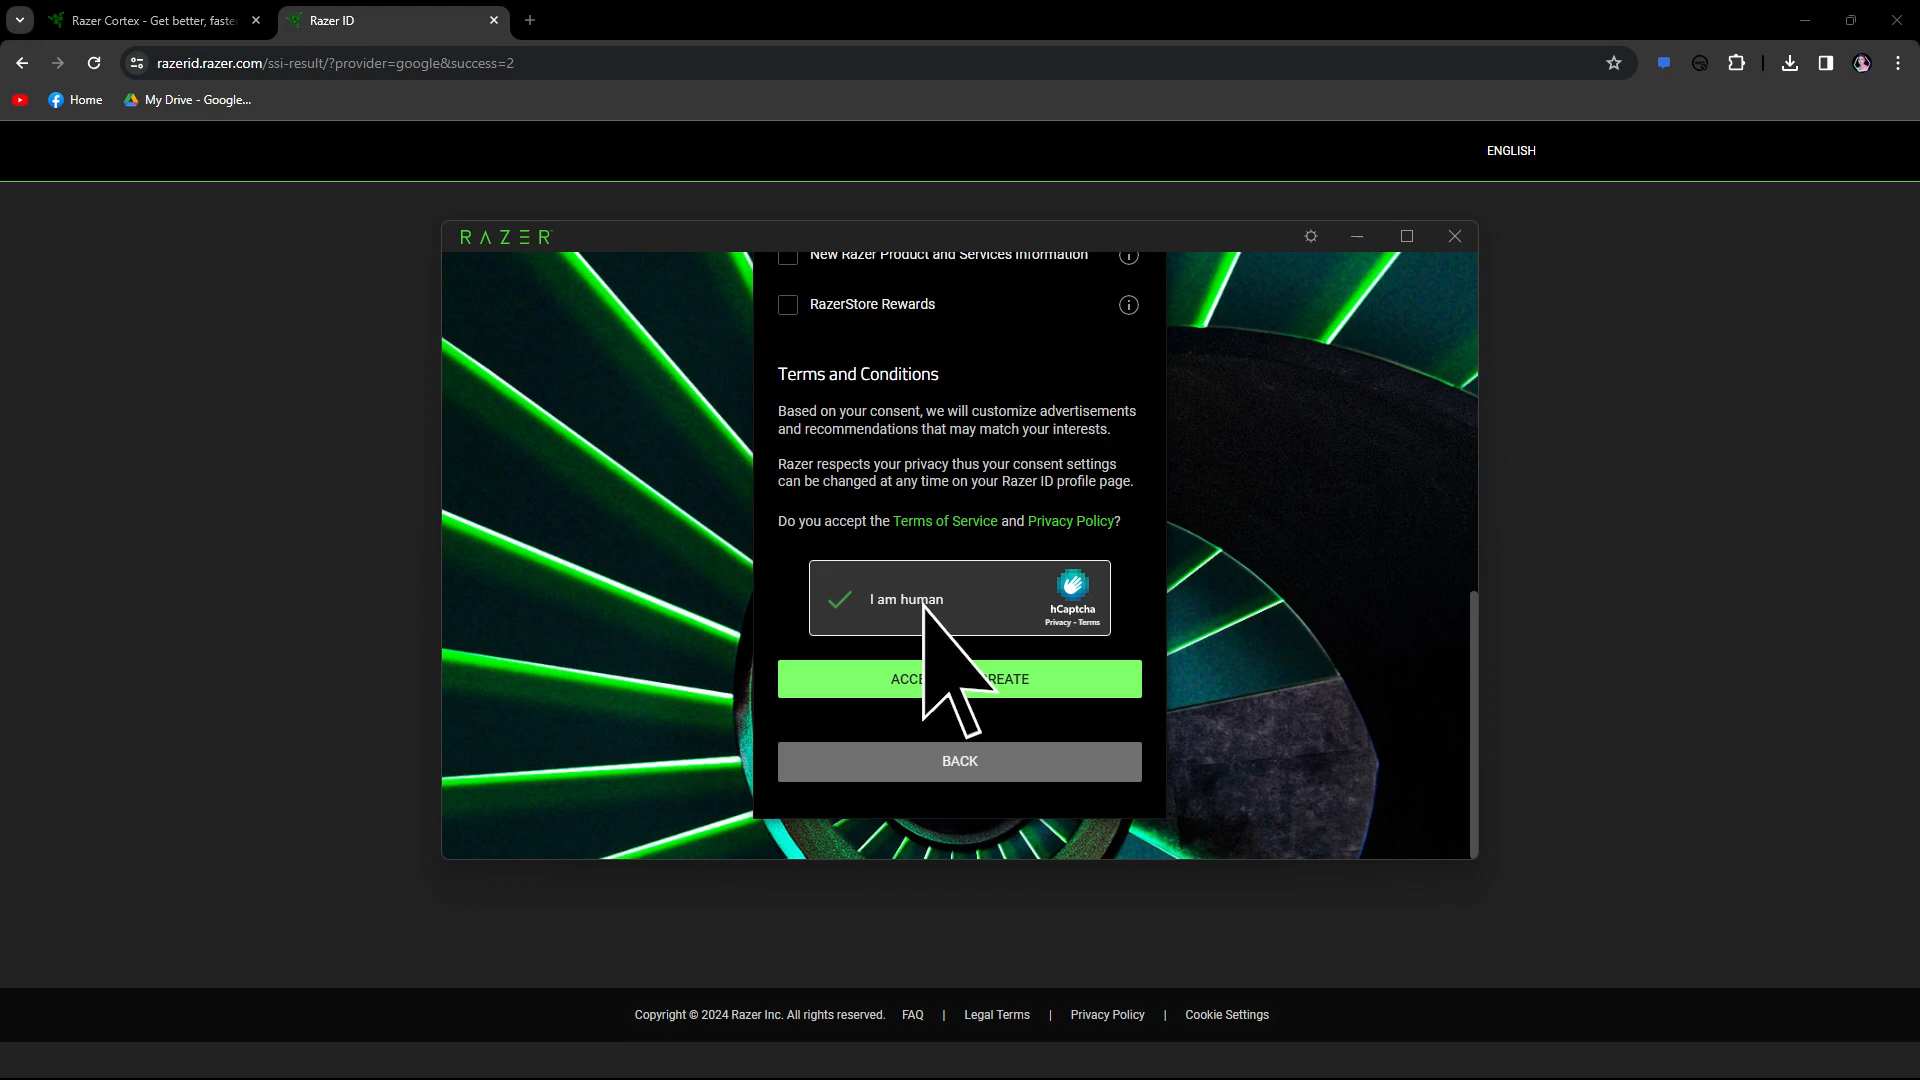 Razer Cortex - Get better, faste
Razer ID
razerid.razer.com/ssi-result/?provider=google&success=2
Home
My Drive - Google...
ENGLISH
RAZER
New Razer Product and Services Information
RazerStore Rewards
Terms and Conditions
Based on your consent, we will customize advertisements
and recommendations that may match your interests.
Razer respects your privacy thus your consent settings
can be changed at any time on your Razer ID profile page.
Do you accept the Terms of Service and Privacy Policy?
I am human
hCaptcha
Privacy - Terms
BACK
Copyright © 2024 Razer Inc. All rights reserved. FAQ | Legal Terms | Privacy Policy | Cookie Settings